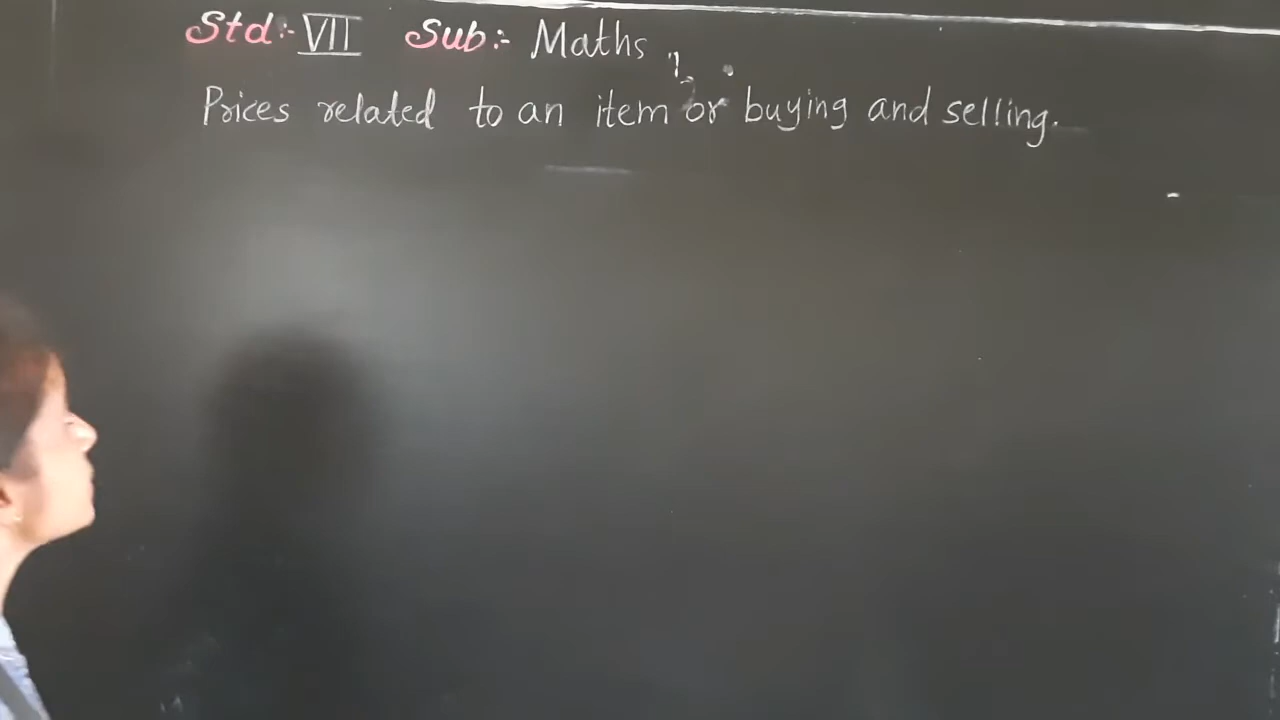 Std:- VII Sub:- Maths
Prices related to an item or buying and selling.